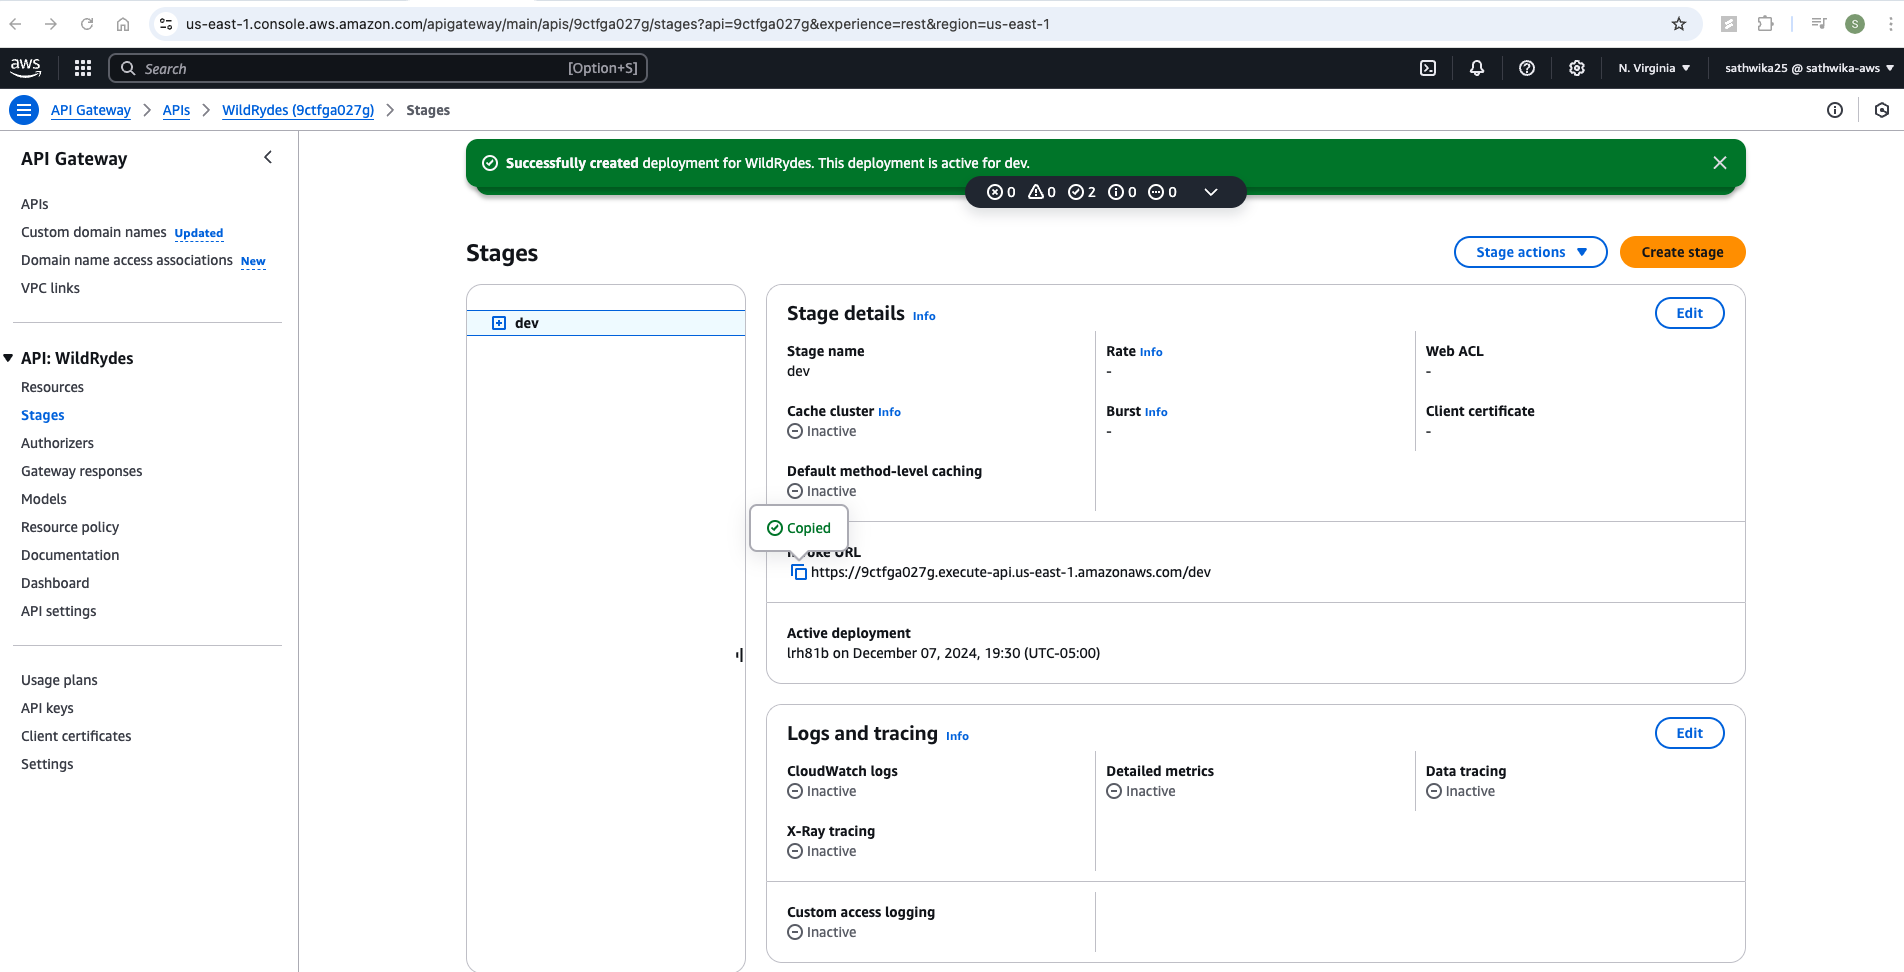 us-east-1.console.aws.amazon.com/apigateway/main/apis/9ctfga027g/stages?api=9ctfga027g&experience=rest&region=us-east-1
S
aws
Search
[Option+S]
N. Virginia
sathwika25 @ sathwika-aws
API Gateway
APIs
WildRydes (9ctfga027g)
Stages
API Gateway
APIs
Custom domain names Updated
Domain name access associations New
VPC links
API: WildRydes
Resources
Stages
Authorizers
Gateway responses
Models
Resource policy
Documentation
Dashboard
API settings
Usage plans
API keys
Client certificates
Settings
Successfully created deployment for WildRydes. This deployment is active for dev.
0 0 2 0 0
Stages
Stage actions
Create stage
dev
Stage details Info
Edit
Stage name
dev
Rate Info
-
Web ACL
-
Cache cluster Info
Inactive
Burst Info
-
Client certificate
-
Default method-level caching
Inactive
Copied
Invoke URL
https://9ctfga027g.execute-api.us-east-1.amazonaws.com/dev
Active deployment
lrh81b on December 07, 2024, 19:30 (UTC-05:00)
Logs and tracing Info
Edit
CloudWatch logs
Inactive
Detailed metrics
Inactive
Data tracing
Inactive
X-Ray tracing
Inactive
Custom access logging
Inactive